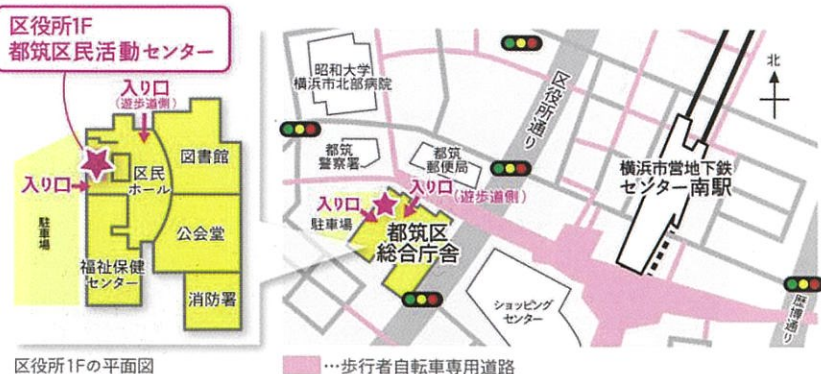 区役所1F
都筑区民活動センター
入り口
(遊歩道側)
図書館
区民
ホール
入り口
駐車場
公会堂
福祉保健
センター
消防署
区役所1Fの平面図
昭和大学
横浜市北部病院
区役所通り
北
都筑
警察署
都筑
郵便局
横浜市営地下鉄
センター南駅
入り口
入り口
(遊歩道側)
駐車場
都筑区
総合庁舎
ショッピング
センター
歴博通り
…歩行者自転車専用道路